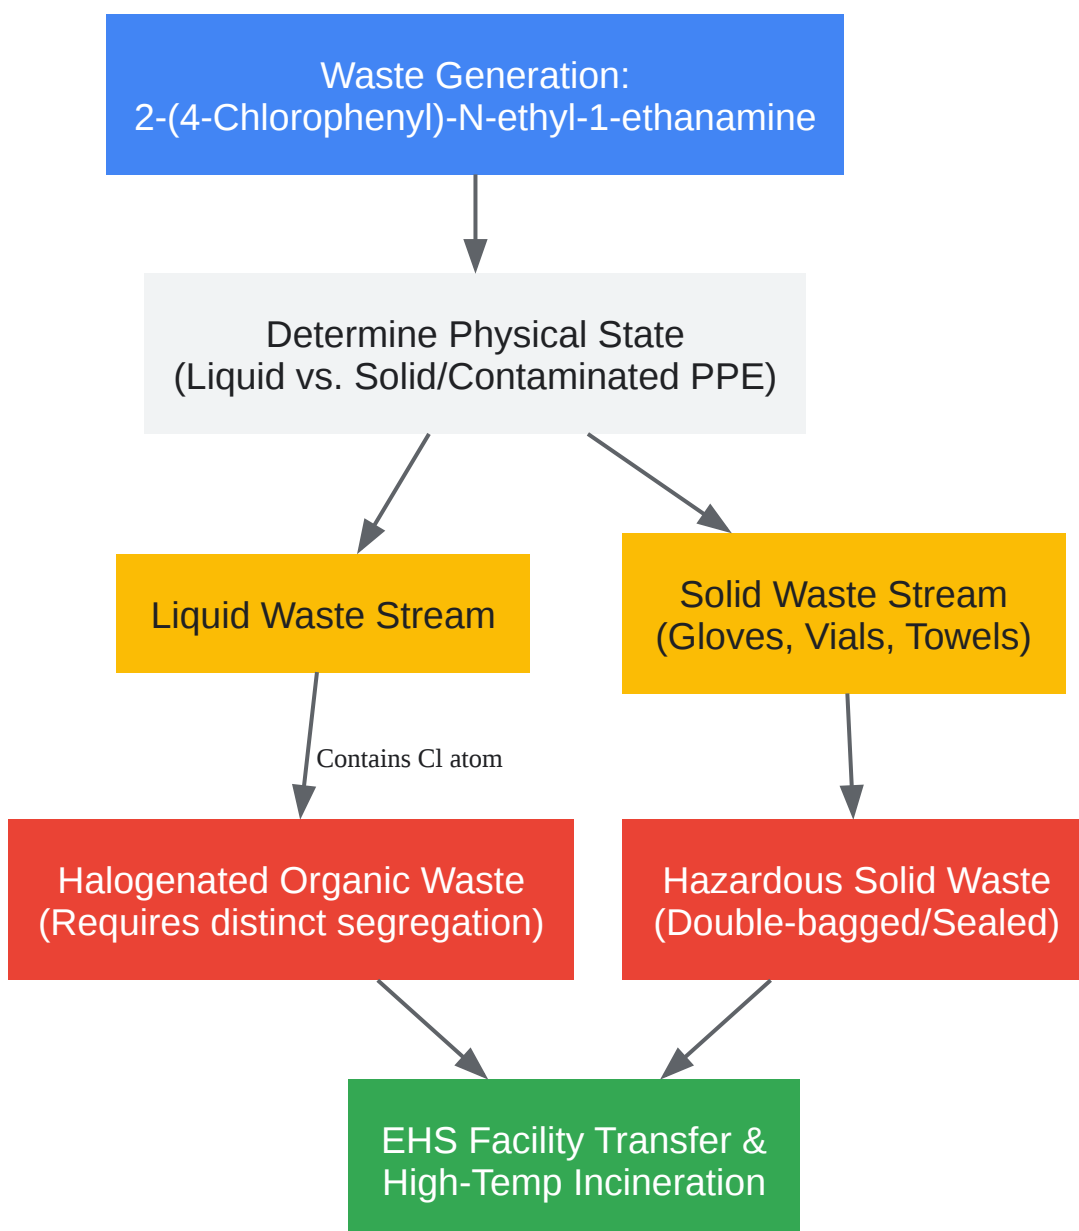 Waste Generation:
2-(4-Chlorophenyl)-N-ethyl-1-ethanamine
Determine Physical State
(Liquid vs. Solid/Contaminated PPE)
Liquid Waste Stream
Solid Waste Stream
(Gloves, Vials, Towels)
Contains Cl atom
Halogenated Organic Waste
(Requires distinct segregation)
Hazardous Solid Waste
(Double-bagged/Sealed)
EHS Facility Transfer &
High-Temp Incineration